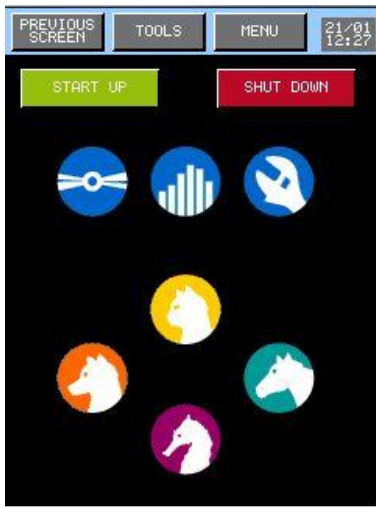 PREVIOUS
SCREEN
TOOLS
MENU
21/01
12:27
START UP
SHUT DOWN